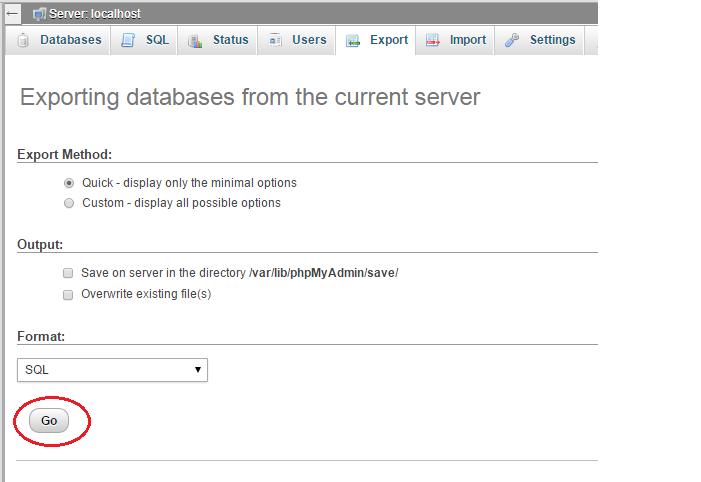 ← Server: localhost
Databases SQL Status Users Export Import Settings
Exporting databases from the current server
Export Method:
Quick - display only the minimal options
Custom - display all possible options
Output:
Save on server in the directory /var/lib/phpMyAdmin/save/
Overwrite existing file(s)
Format:
SQL
Go